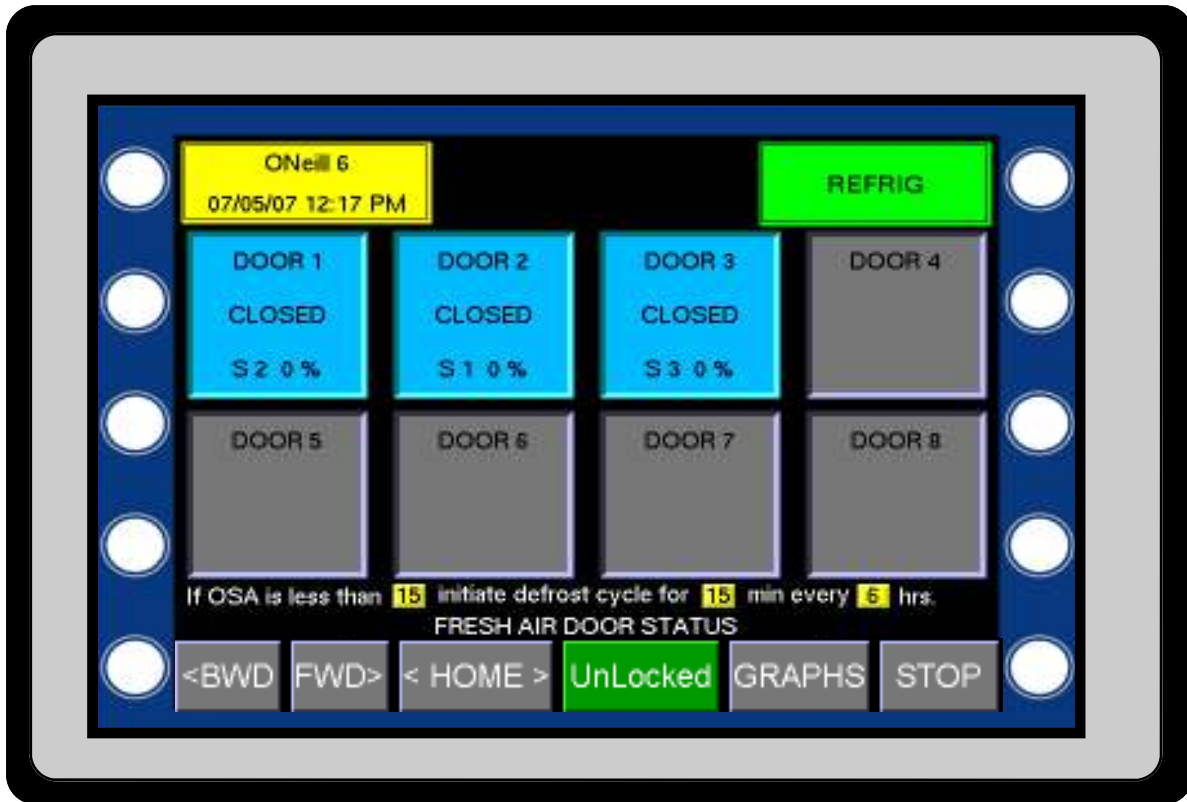 ONeill 6
07/05/07 12:17 PM
REFRIG
DOOR 1
CLOSED
S 2 0 %
DOOR 2
CLOSED
S 1 0 %
DOOR 3
CLOSED
S 3 0 %
DOOR 4
DOOR 5
DOOR 6
DOOR 7
DOOR 8
If OSA is less than 15 initiate defrost cycle for 15 min every 6 hrs.
FRESH AIR DOOR STATUS
<BWD FWD> < HOME > UnLocked GRAPHS STOP